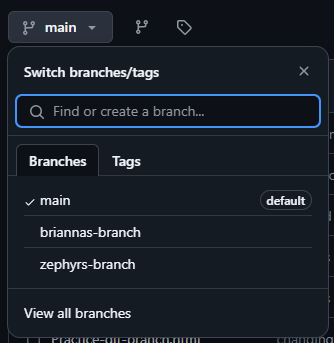 main
Switch branches/tags
Find or create a branch...
Branches Tags
main default
briannas-branch
zephyrs-branch
View all branches
Practice-git-branch.html changing